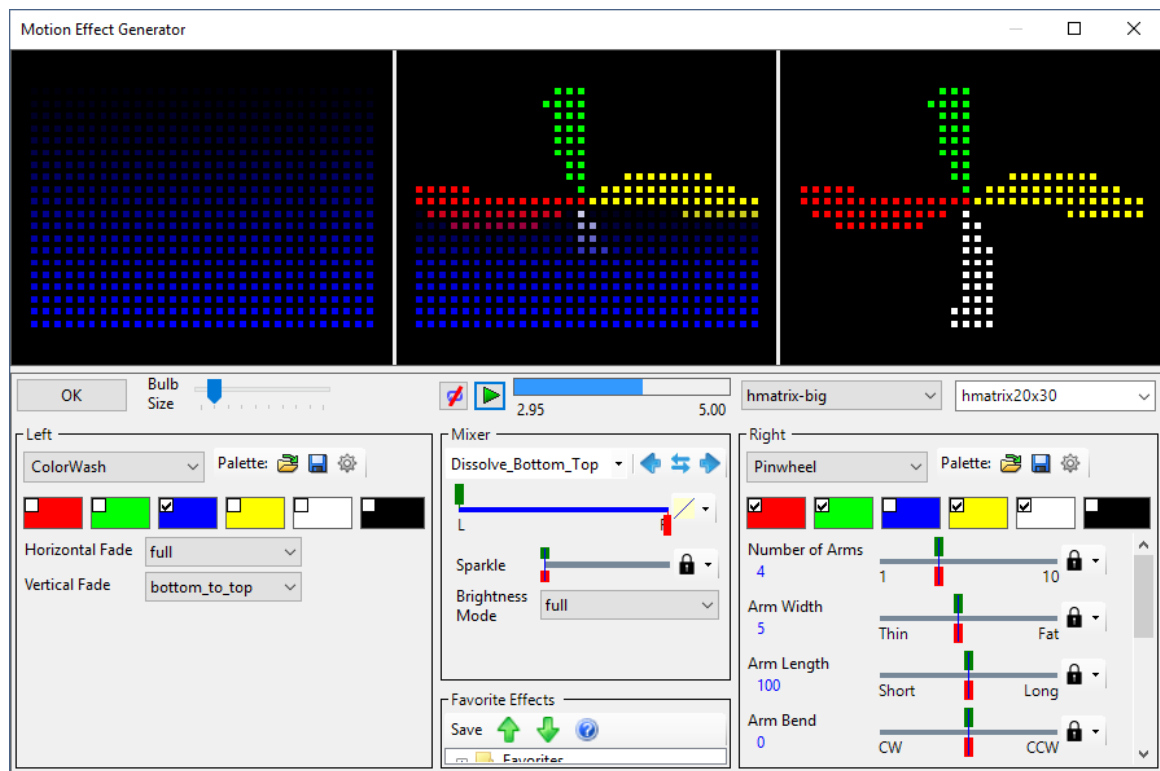 Motion Effect Generator
OK
Bulb
Size
2.95 5.00
hmatrix-big
hmatrix20x30
Left
ColorWash
Palette:
Horizontal Fade full
Vertical Fade bottom_to_top
Mixer
Dissolve_Bottom_Top
L
Sparkle
Brightness
Mode
full
Favorite Effects
Save
Favorites
Right
Pinwheel
Palette:
Number of Arms
4
1 10
Arm Width
5
Thin Fat
Arm Length
100
Short Long
Arm Bend
0
CW CCW